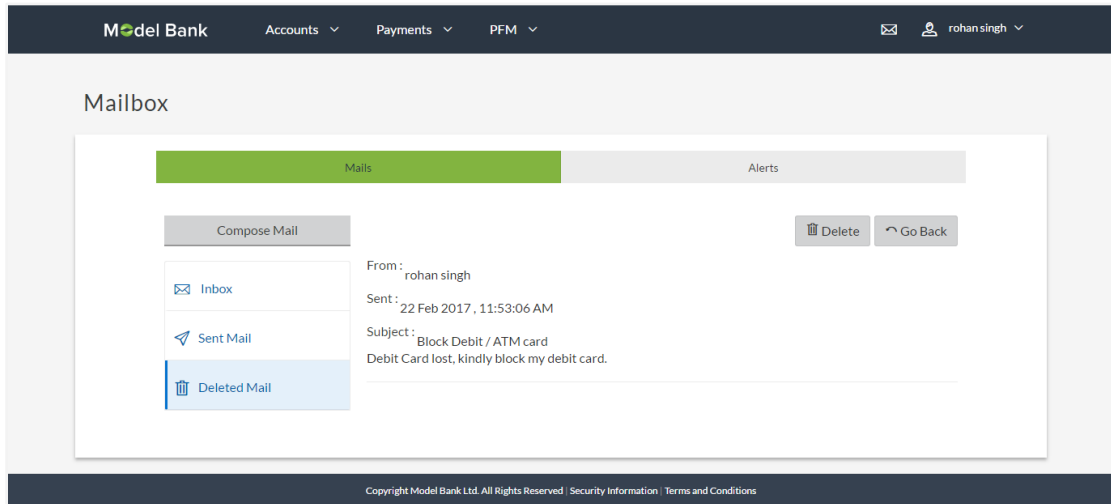 Model Bank Accounts Payments PFM rohan singh
Mailbox
Mails Alerts
Compose Mail Delete Go Back
Inbox
Sent Mail
Deleted Mail
From : rohan singh
Sent : 22 Feb 2017 , 11:53:06 AM
Subject : Block Debit / ATM card
Debit Card lost, kindly block my debit card.
Copyright Model Bank Ltd. All Rights Reserved | Security Information | Terms and Conditions